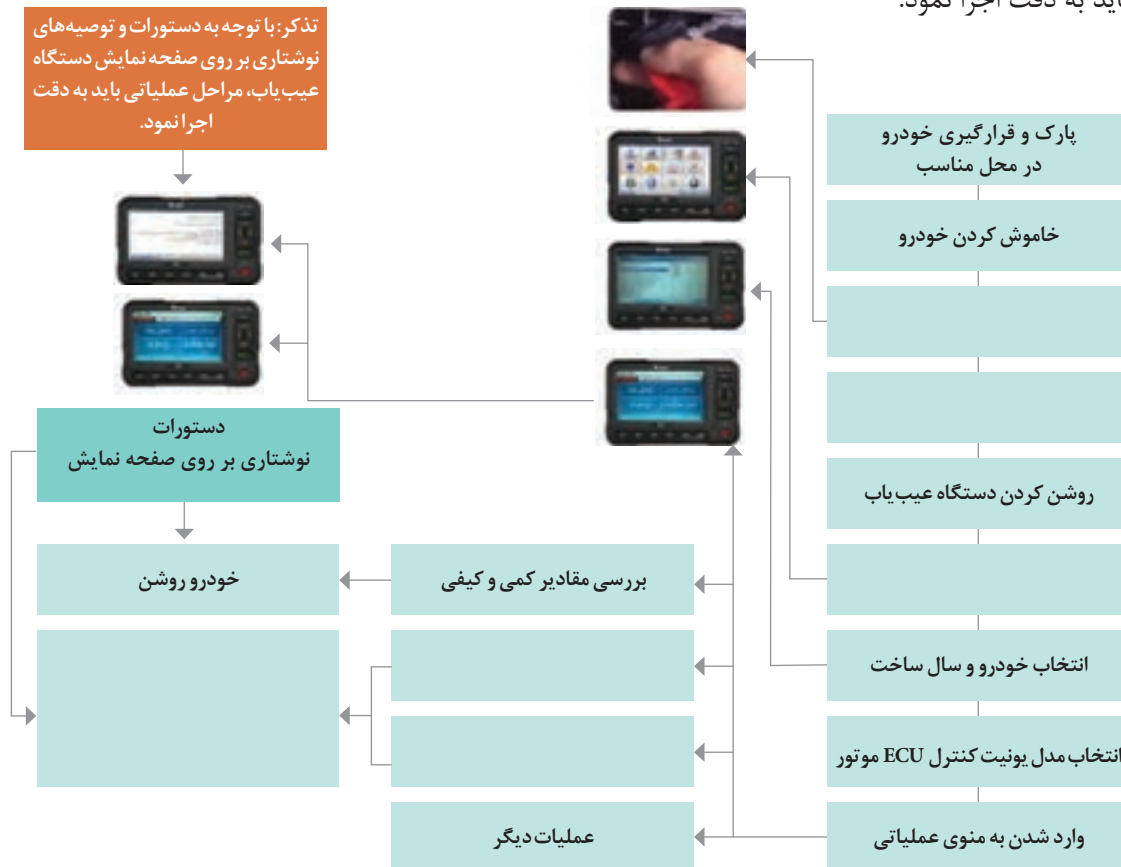 باید به دقت اجرا نمود.
تذکر: با توجه به دستورات و توصیه‌های
نوشتاری بر روی صفحه نمایش دستگاه
عیب‌یاب، مراحل عملیاتی باید به دقت
اجرا نمود.
پارک و قرارگیری خودرو
در محل مناسب
خاموش کردن خودرو
روشن کردن دستگاه عیب‌یاب
انتخاب خودرو و سال ساخت
انتخاب مدل یونیت کنترل ECU موتور
وارد شدن به منوی عملیاتی
بررسی مقادیر کمی و کیفی
عملیات دیگر
دستورات
نوشتاری بر روی صفحه نمایش
خودرو روشن